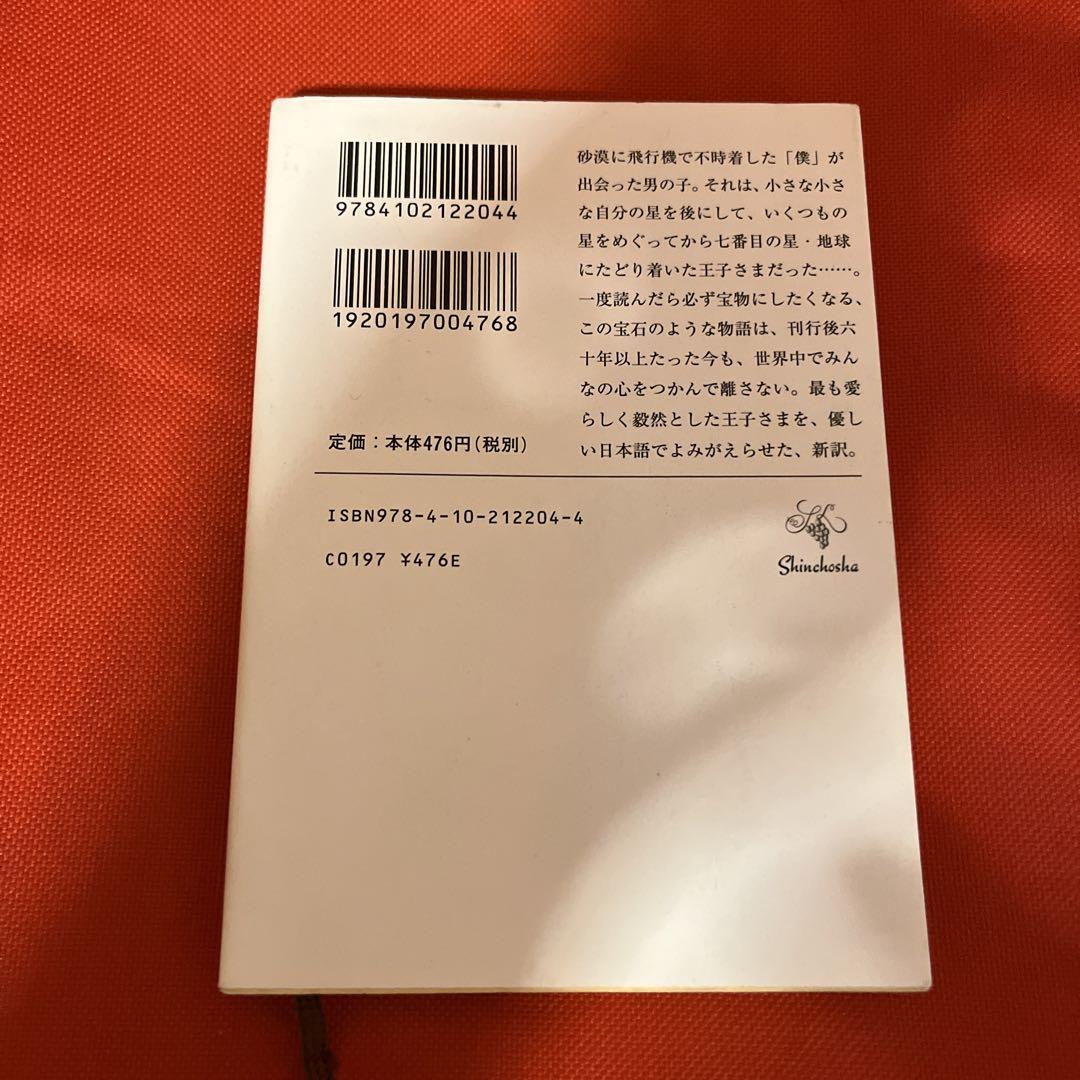 9784102122044
1920197004768
定価：本体476円(税別)
砂漠に飛行機で不時着した「僕」が
出会った男の子。それは、小さな小さ
な自分の星を後にして、いくつもの
星をめぐってから七番目の星・地球
にたどり着いた王子さまだった……。
一度読んだら必ず宝物にしたくなる、
この宝石のような物語は、刊行後六
十年以上たった今も、世界中でみん
なの心をつかんで離さない。最も愛
らしく毅然とした王子さまを、優し
い日本語でよみがえらせた、新訳。
ISBN978-4-10-212204-4
C0197 ¥476E
Shinchosha